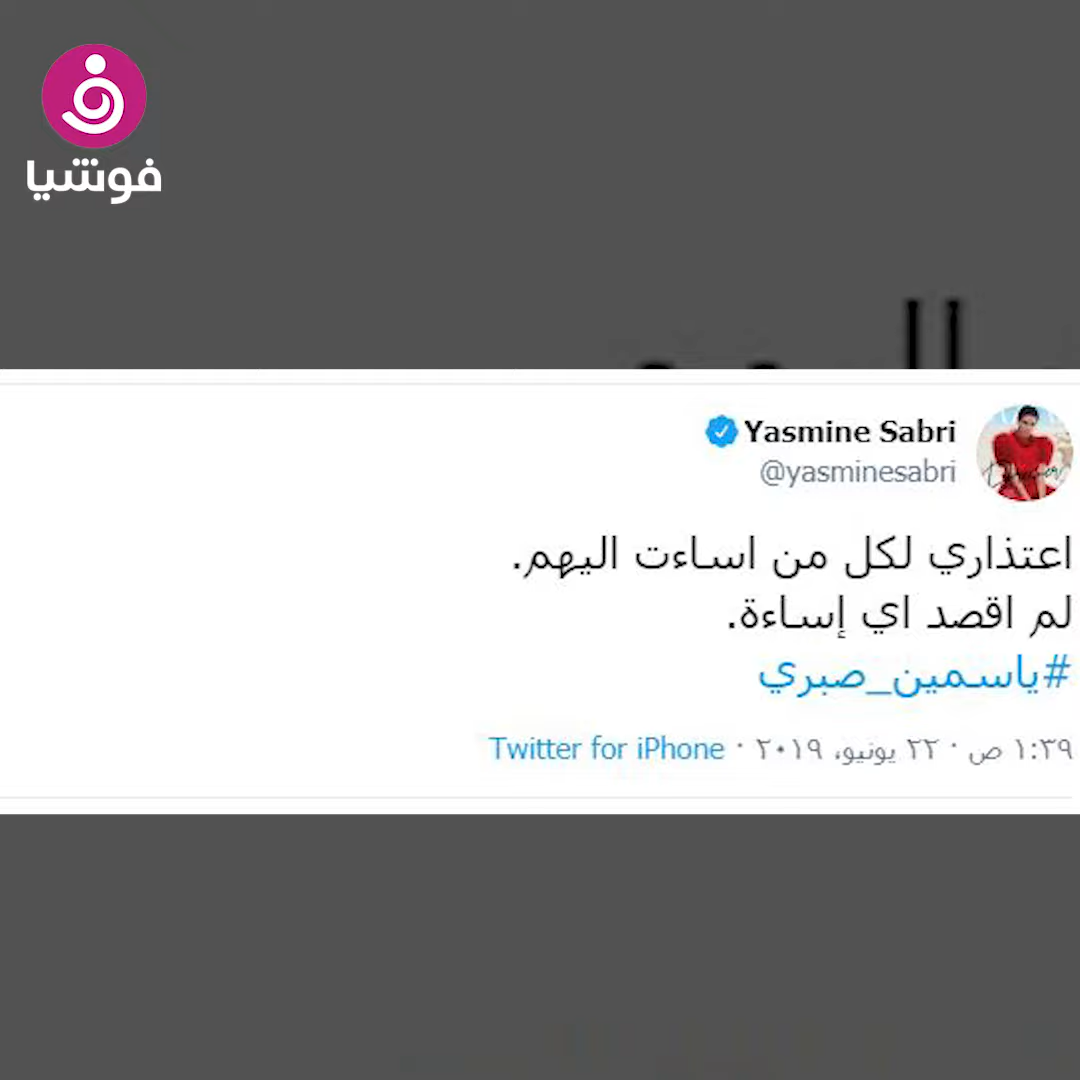 فوشيا
Yasmine Sabri
@yasminesabri
اعتذاري لكل من اساءت اليهم.
لم اقصد اي إساءة.
#ياسمين_صبري
١:٣٩ ص · ٢٢ يونيو، ٢٠١٩ · Twitter for iPhone